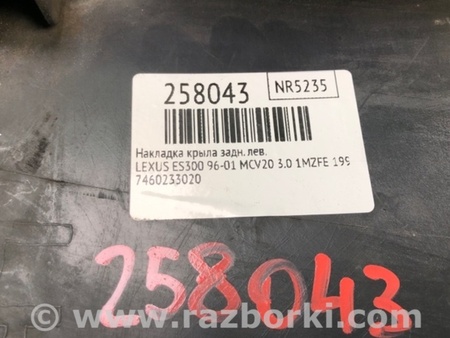 258043
NR5235
Накладка крыла задн. лев.
LEXUS ES300 96-01 MCV20 3.0 1MZFE 195
7460233020
258043
www.razborki.com